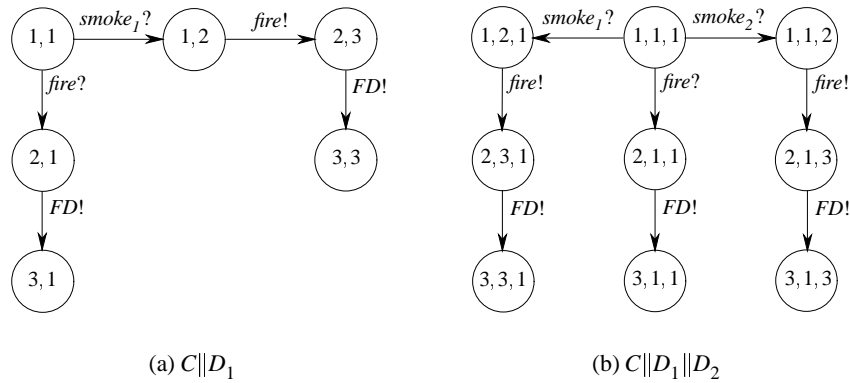 1, 1 smoke1? 1, 2 fire! 2, 3
fire? FD!
2, 1 3, 3
FD!
3, 1
(a) C||D1
1, 2, 1 smoke1? 1, 1, 1 smoke2? 1, 1, 2
fire! fire? fire!
2, 3, 1 2, 1, 1 2, 1, 3
FD! FD! FD!
3, 3, 1 3, 1, 1 3, 1, 3
(b) C||D1||D2